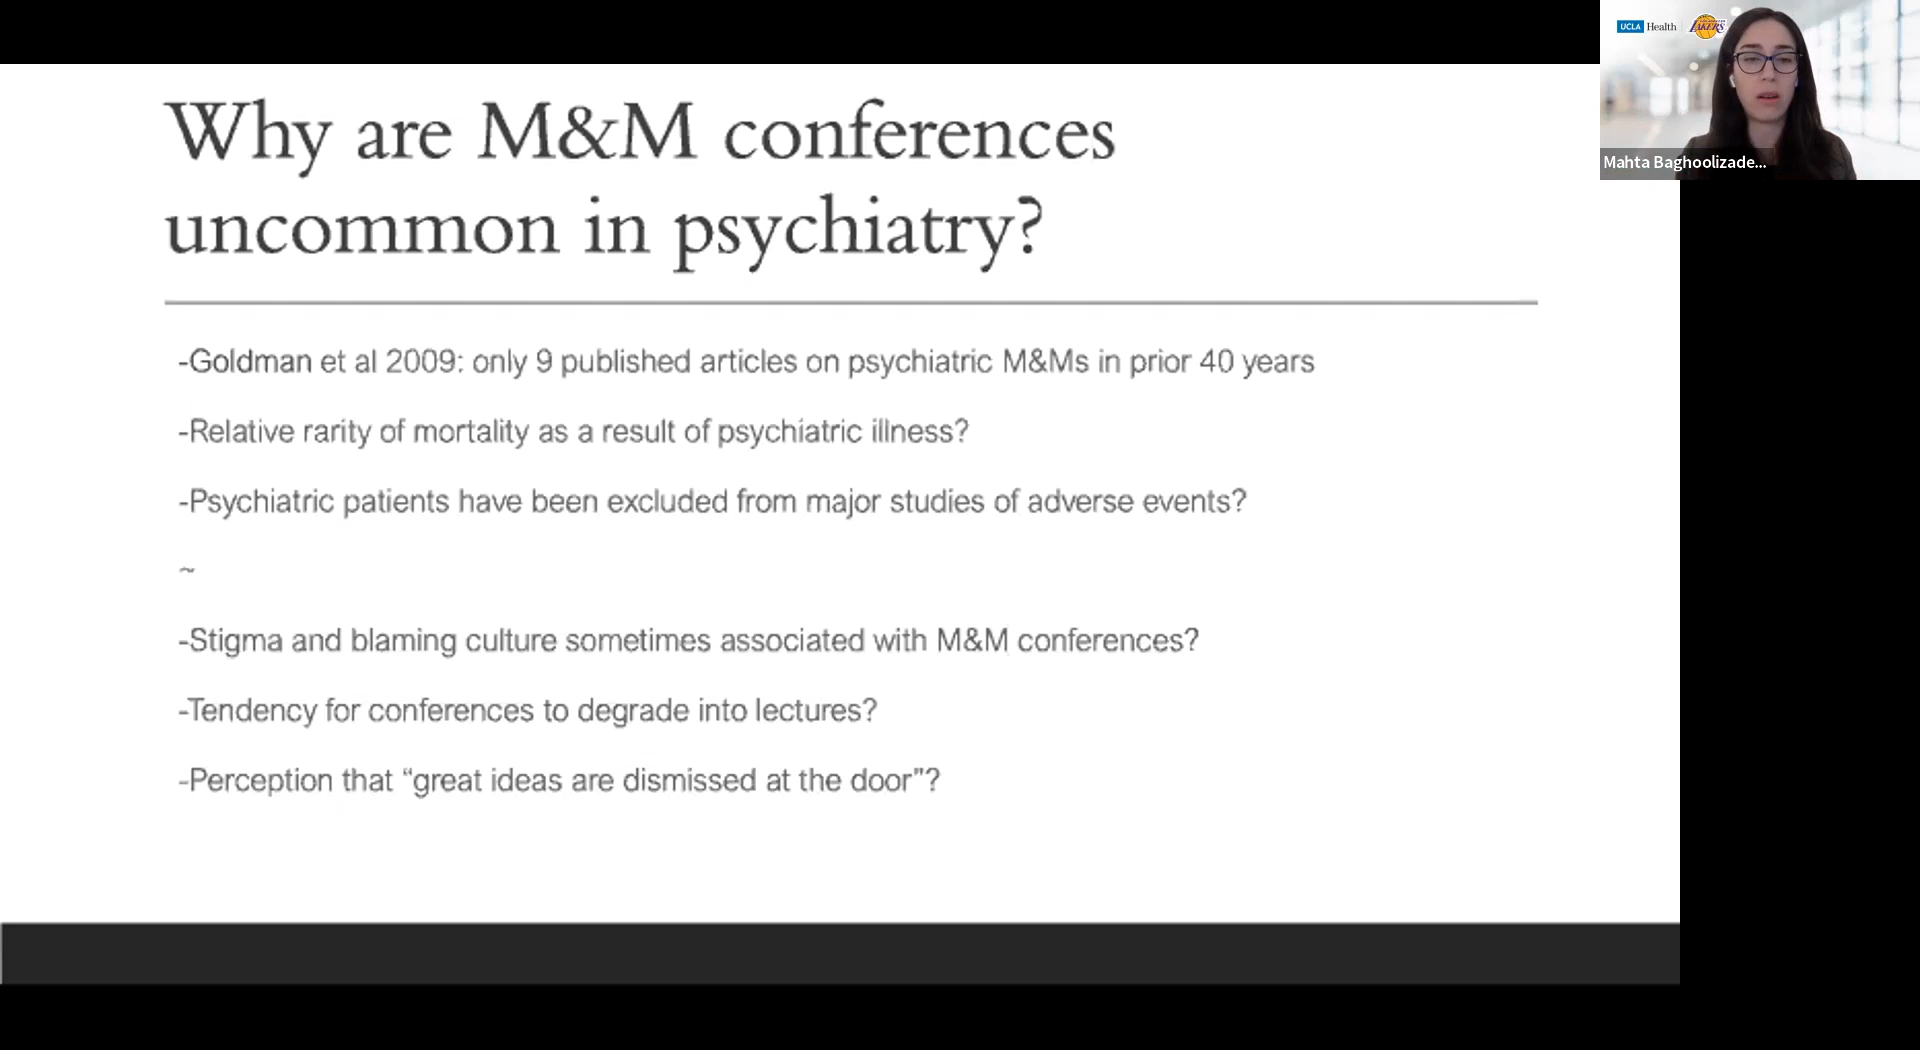 Why are M&M conferences
uncommon in psychiatry?
-Goldman et al 2009: only 9 published articles on psychiatric M&Ms in prior 40 years
-Relative rarity of mortality as a result of psychiatric illness?
-Psychiatric patients have been excluded from major studies of adverse events?
~
-Stigma and blaming culture sometimes associated with M&M conferences?
-Tendency for conferences to degrade into lectures?
-Perception that “great ideas are dismissed at the door”?
UCLA Health
LAKERS
Mahta Baghoolizade...